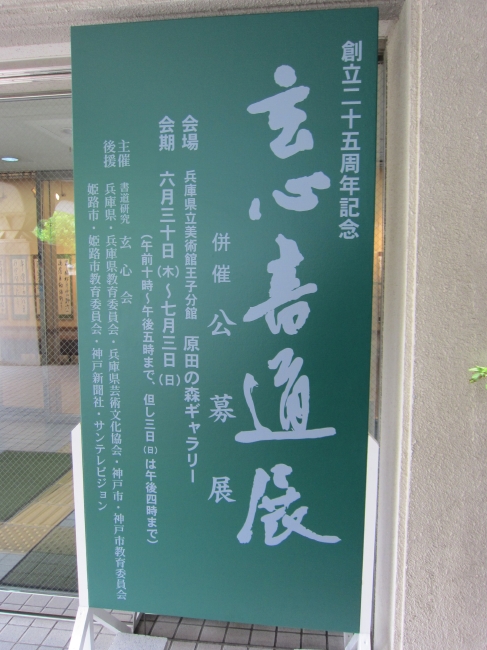 創立二十五周年記念
玄心書道展
併催 公募展
会場 兵庫県立美術館王子分館 原田の森ギャラリー
会期 六月三十日(木)～七月三日(日)
(午前十時～午後五時まで、但し三日(日)は午後四時まで)
主催 書道研究 玄心会
後援 兵庫県・兵庫県教育委員会・兵庫県芸術文化協会・神戸市・神戸市教育委員会
姫路市・姫路市教育委員会・神戸新聞社・サンテレビジョン